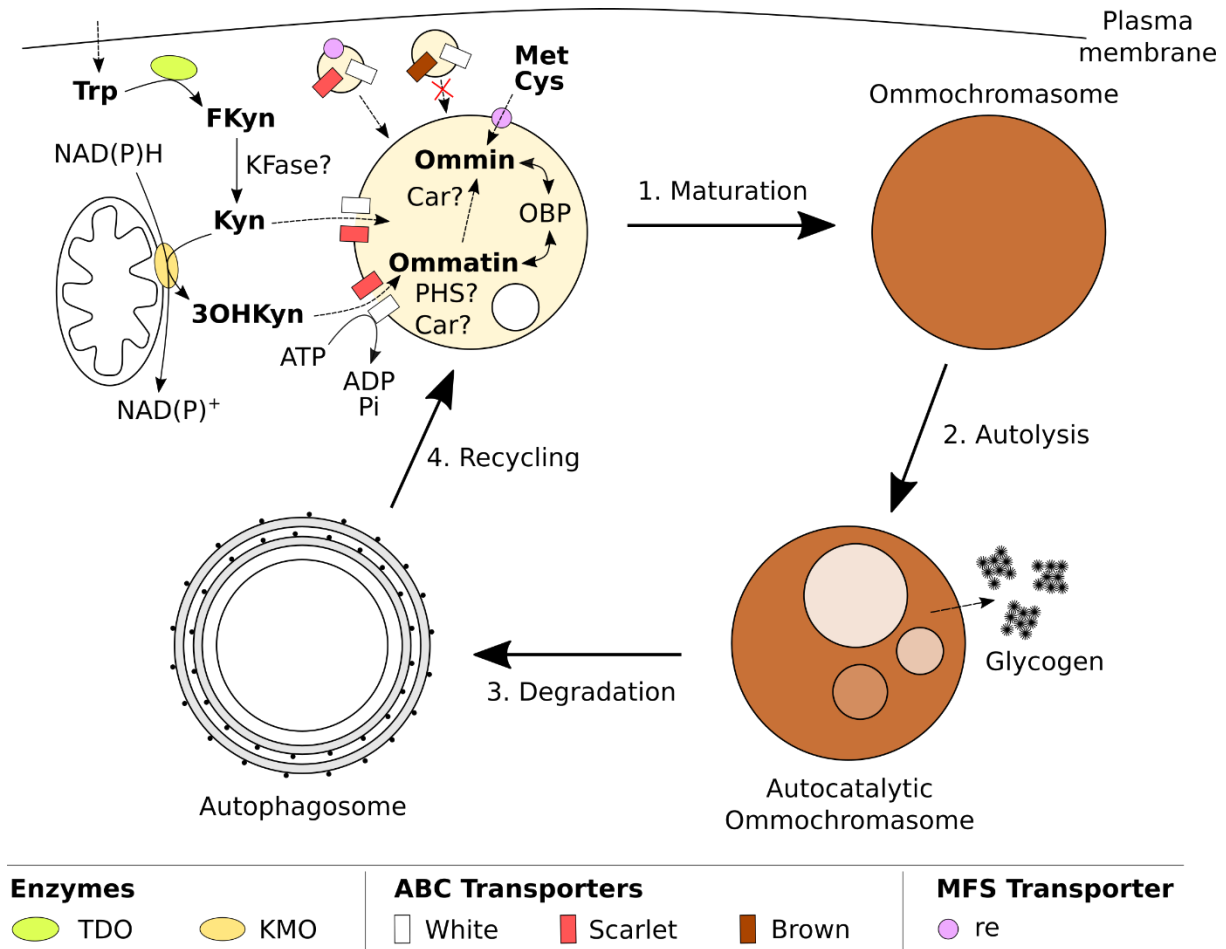 Plasma
membrane
Met
Cys
Trp
Ommochromasome
FKyn
NAD(P)H
KFase?
Ommin
1. Maturation
Car?
Kyn
OBP
Ommatin
PHS?
3OHKyn
Car?
ATP
ADP
NAD(P)⁺
Pi
2. Autolysis
4. Recycling
Glycogen
3. Degradation
Autophagosome
Autocatalytic
Ommochromasome
Enzymes
TDO
KMO
ABC Transporters
White
Scarlet
Brown
MFS Transporter
re